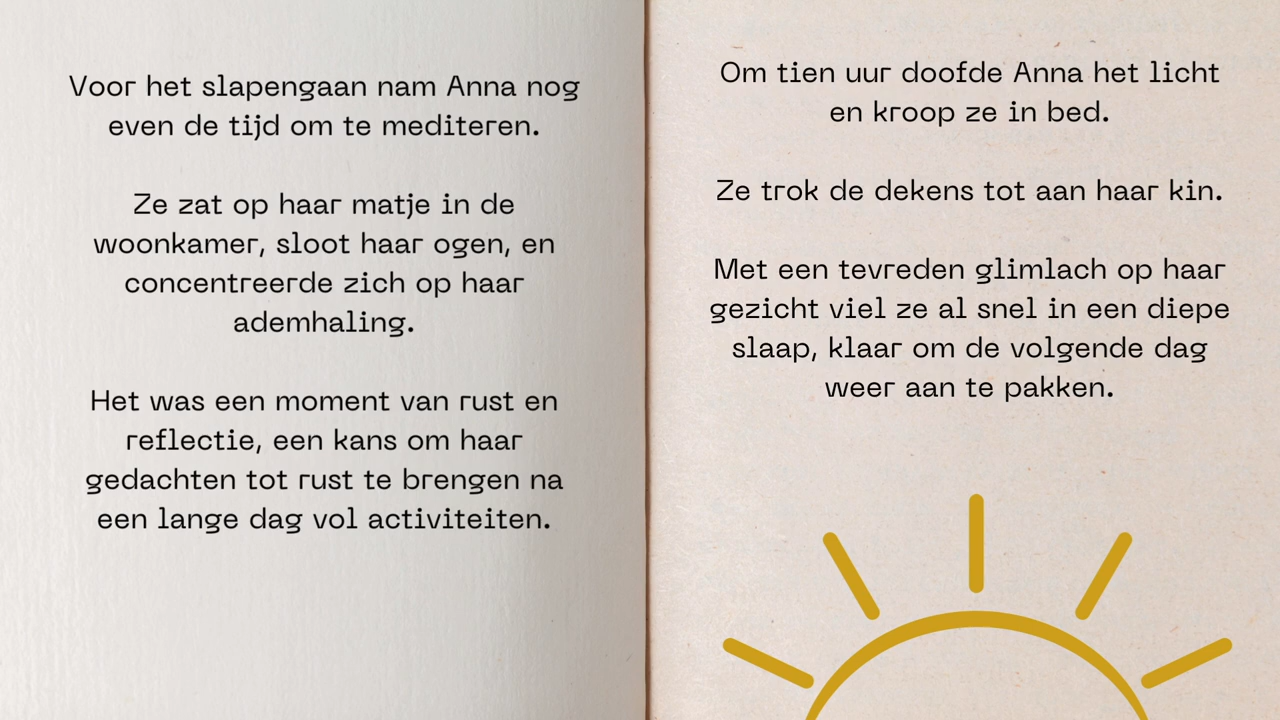 Voor het slapengaan nam Anna nog
even de tijd om te mediteren.
Ze zat op haar matje in de
woonkamer, sloot haar ogen, en
concentreerde zich op haar
ademhaling.
Het was een moment van rust en
reflectie, een kans om haar
gedachten tot rust te brengen na
een lange dag vol activiteiten.
Om tien uur doofde Anna het licht
en kroop ze in bed.
Ze trok de dekens tot aan haar kin.
Met een tevreden glimlach op haar
gezicht viel ze al snel in een diepe
slaap, klaar om de volgende dag
weer aan te pakken.